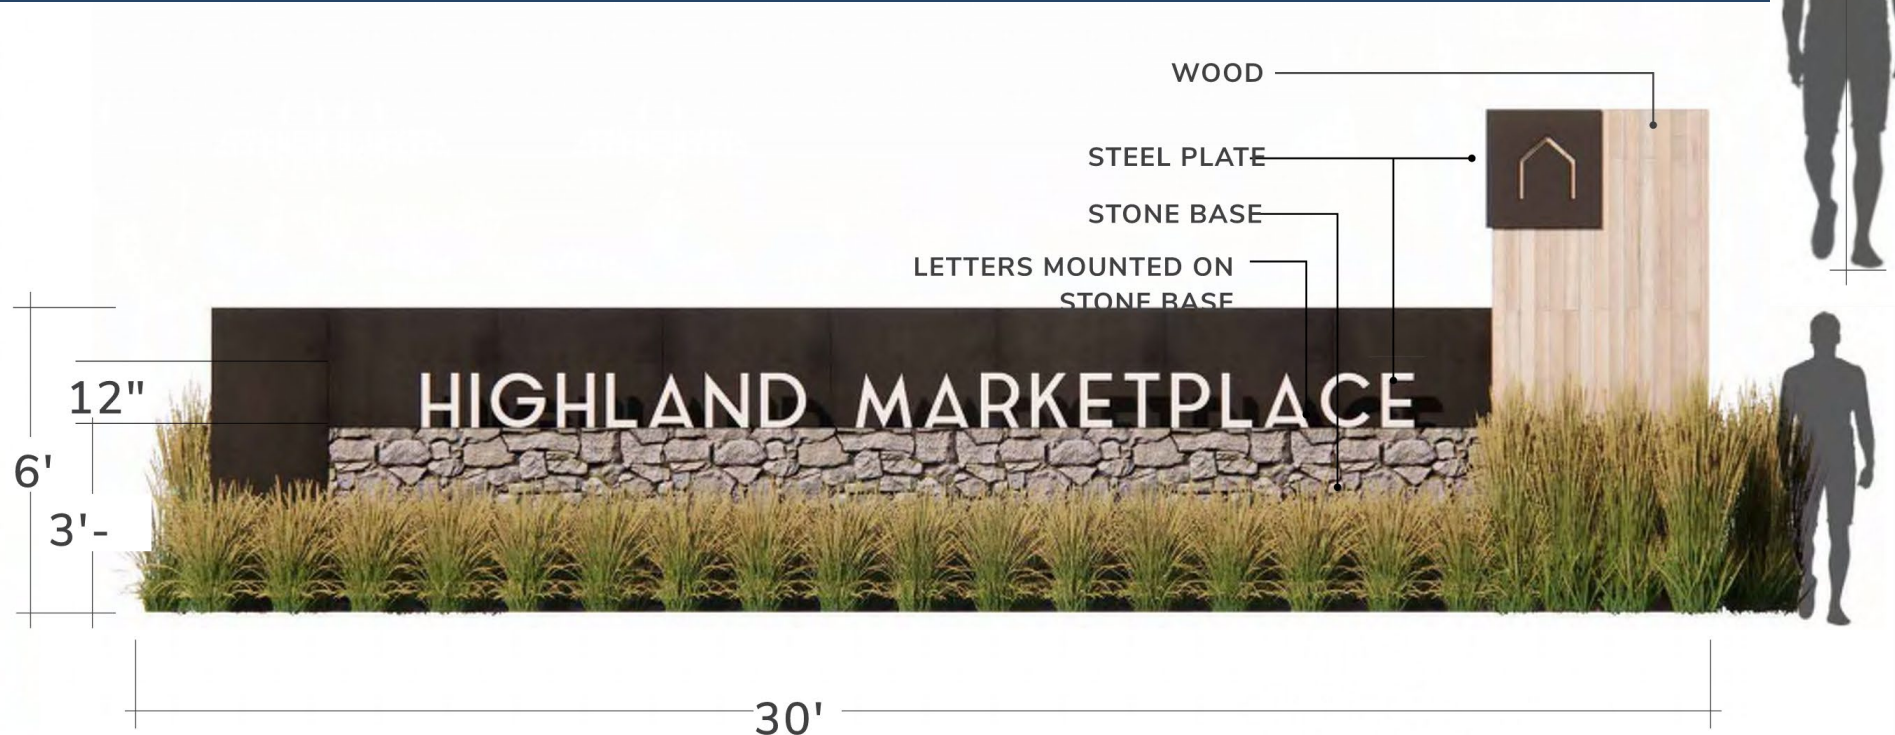 WOOD
STEEL PLATE
STONE BASE
LETTERS MOUNTED ON
STONE BASE
HIGHLAND MARKETPLACE
12"
6'
3'-
30'